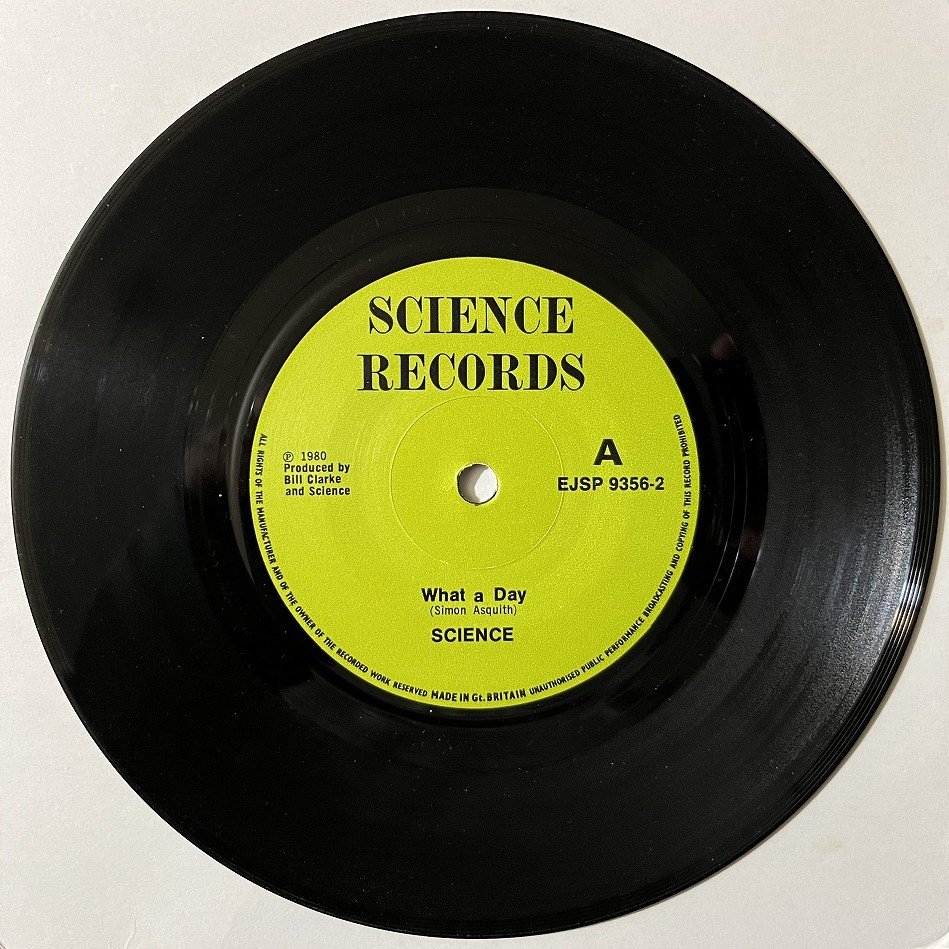 SCIENCE
RECORDS
℗ 1980
Produced by
Bill Clarke
and Science
A
EJSP 9356-2
What a Day
(Simon Asquith)
SCIENCE
ALL RIGHTS OF THE MANUFACTURER AND OF THE OWNER OF THE RECORDED WORK RESERVED MADE IN Gt. BRITAIN UNAUTHORISED PUBLIC PERFORMANCE BROADCASTING AND COPYING OF THIS RECORD PROHIBITED